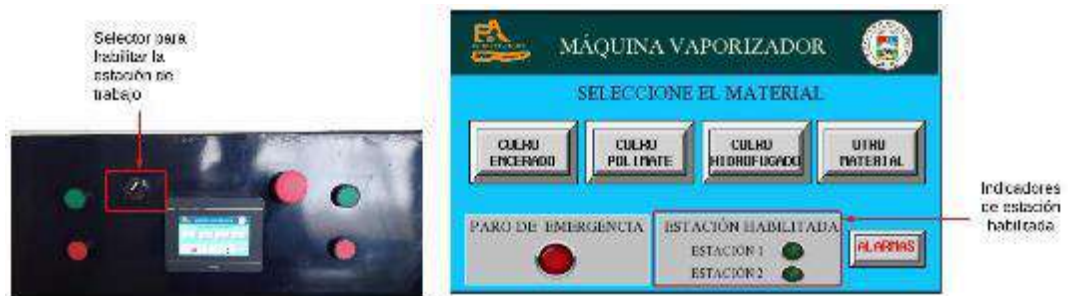 Selector para
habilitar la
estación de
trabajo
MÁQUINA VAPORIZADOR
SELECCIONE EL MATERIAL
CUERO
ENCERADO
CUERO
POLIMATE
CUERO
HIDROFUGADO
OTRO
MATERIAL
PARO DE EMERGENCIA
ESTACIÓN HABILITADA
ESTACIÓN 1
ESTACIÓN 2
ALARMAS
Indicadores
de estación
habilitada